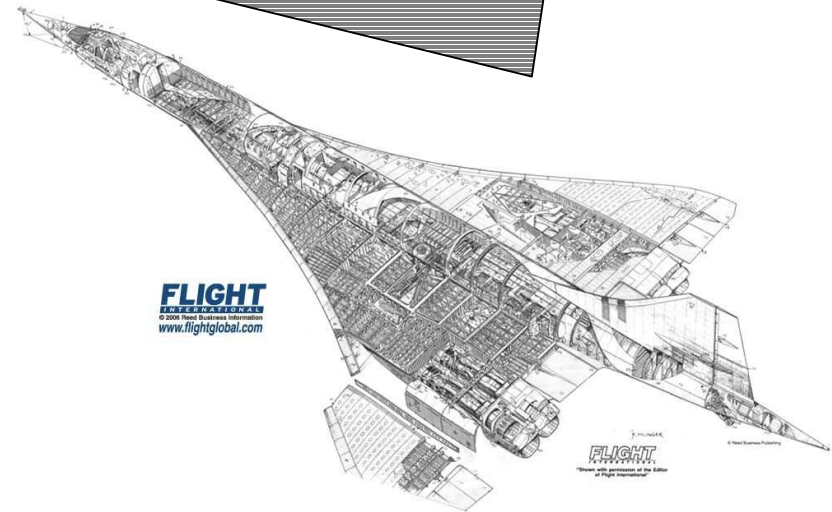 FLIGHT
INTERNATIONAL
© 2006 Reed Business Information
www.flightglobal.com
FLIGHT
INTERNATIONAL
"Shown with permission of the Editor
of Flight International"
© Reed Business Publishing